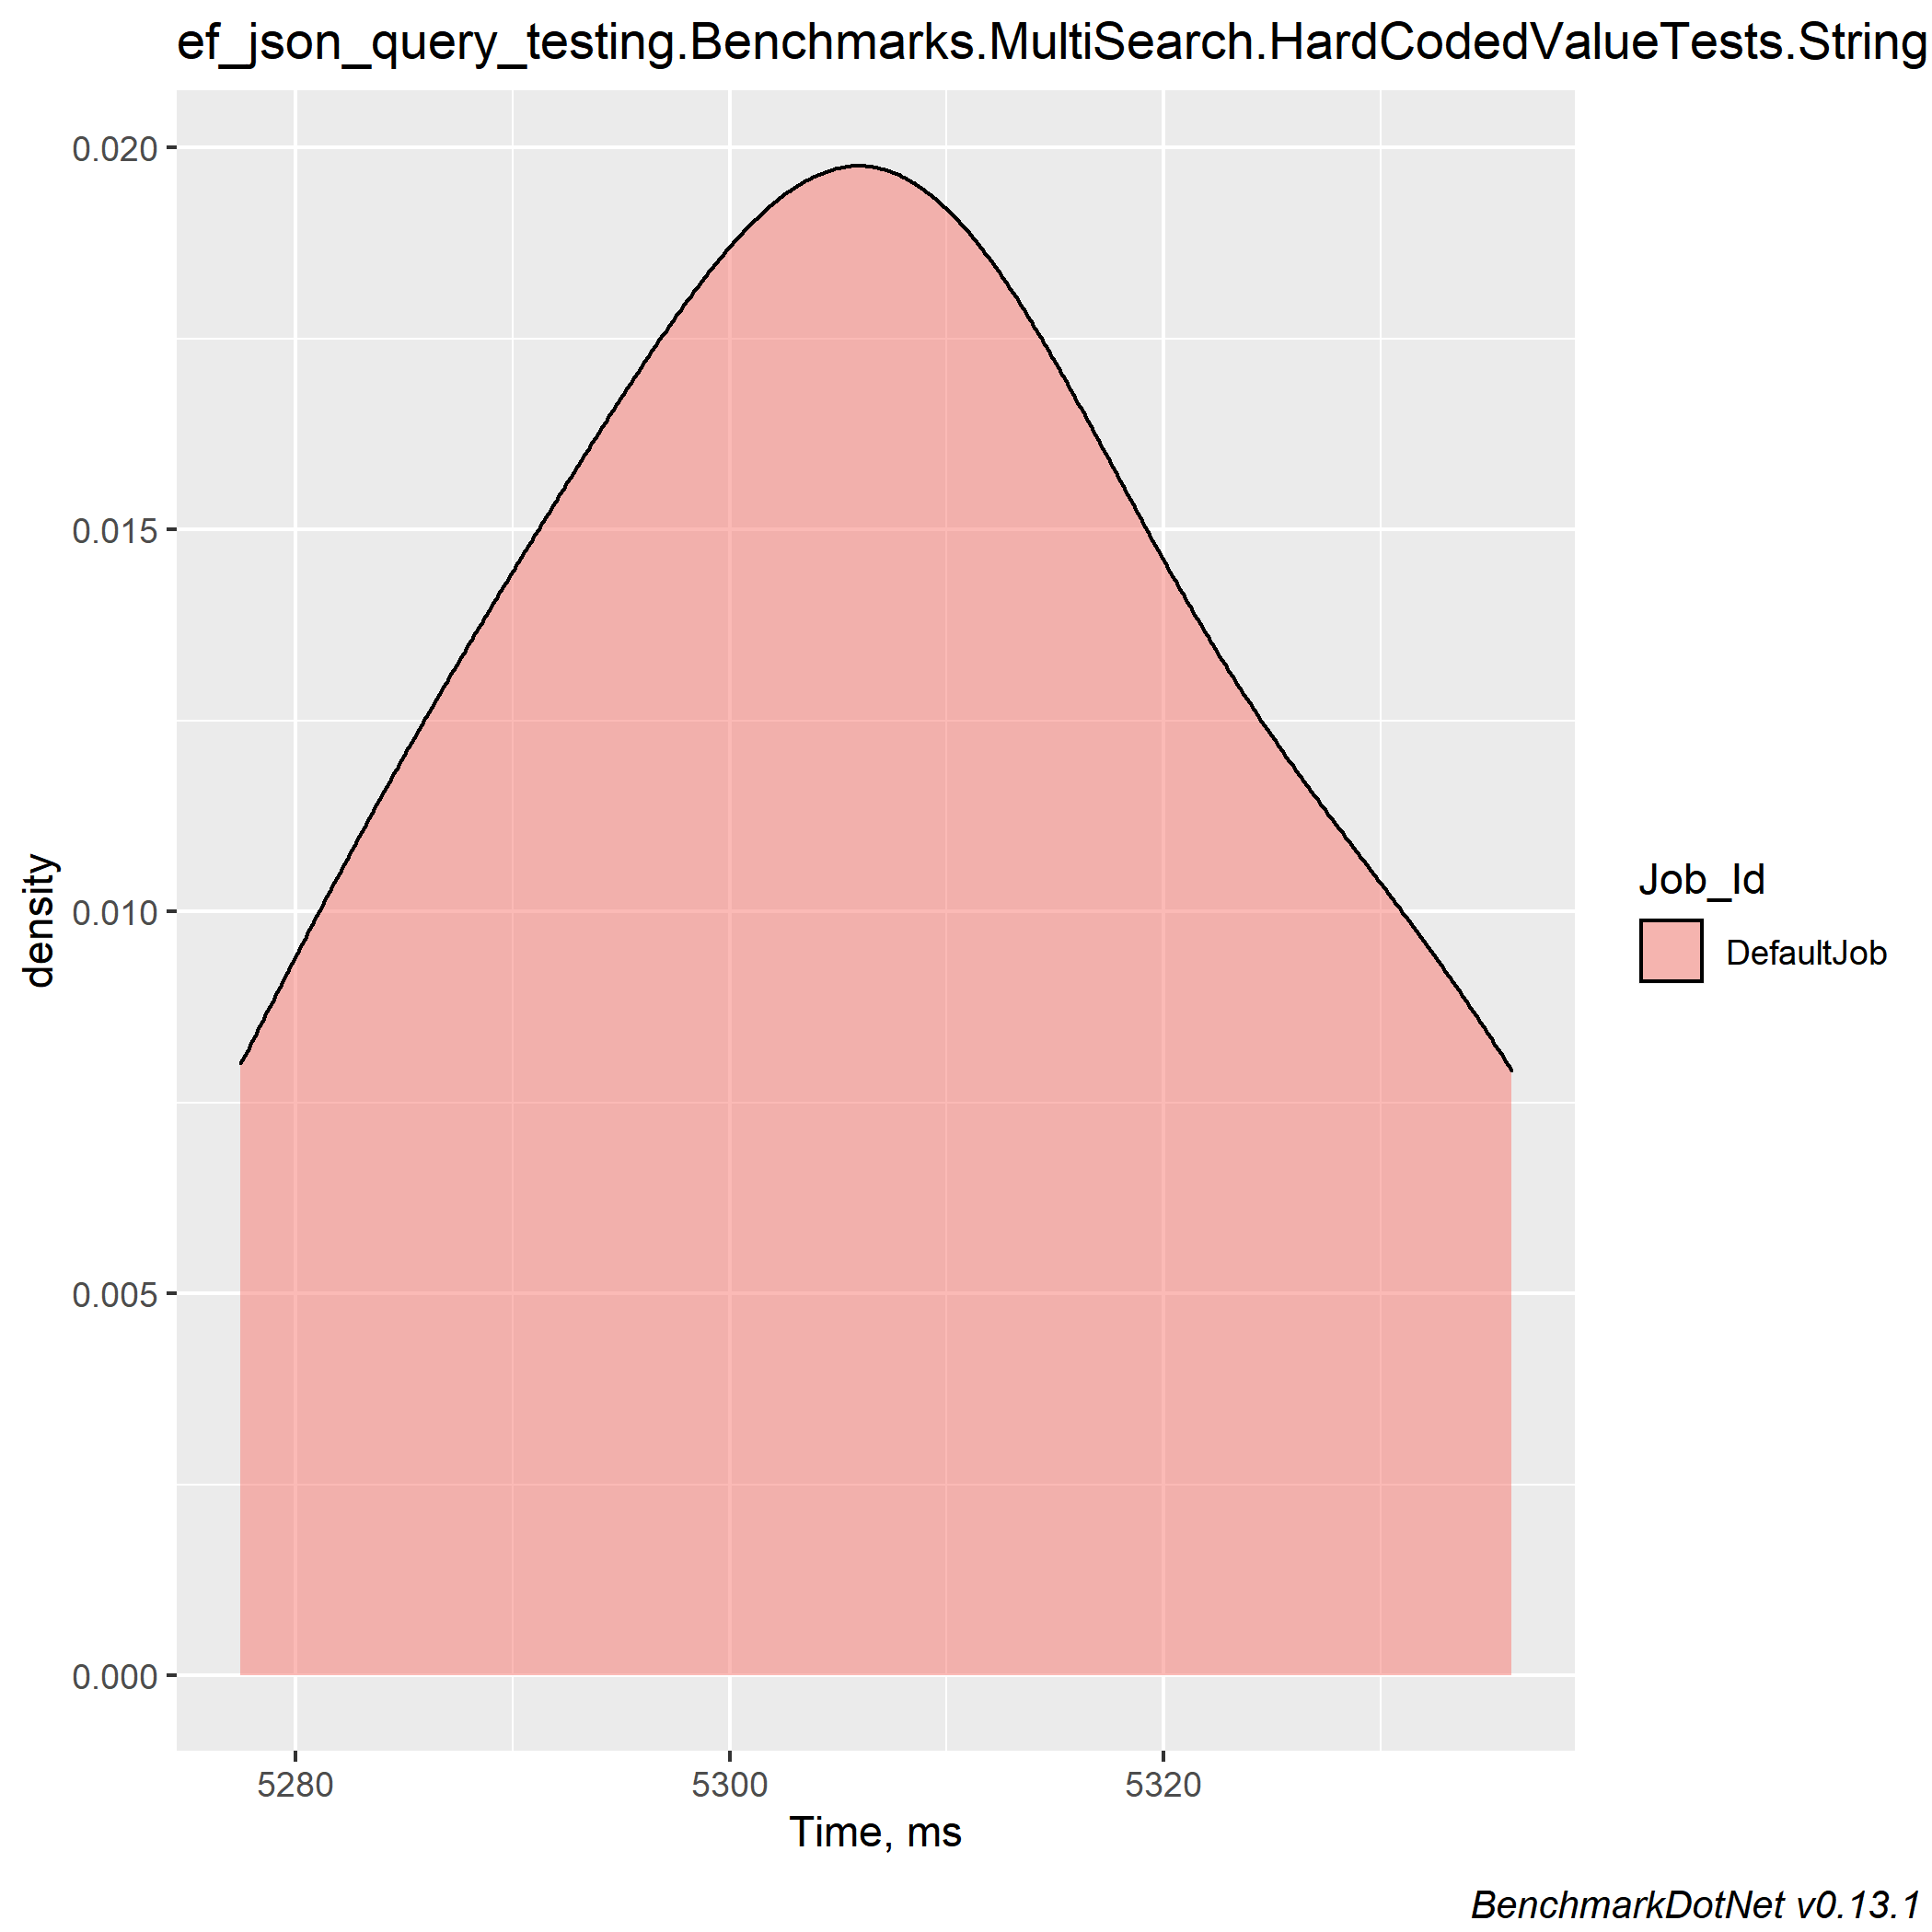 ef_json_query_testing.Benchmarks.MultiSearch.HardCodedValueTests.String
0.020
0.015
0.010
0.005
0.000
density
5280
5300
5320
Time, ms
Job_Id
DefaultJob
BenchmarkDotNet v0.13.1